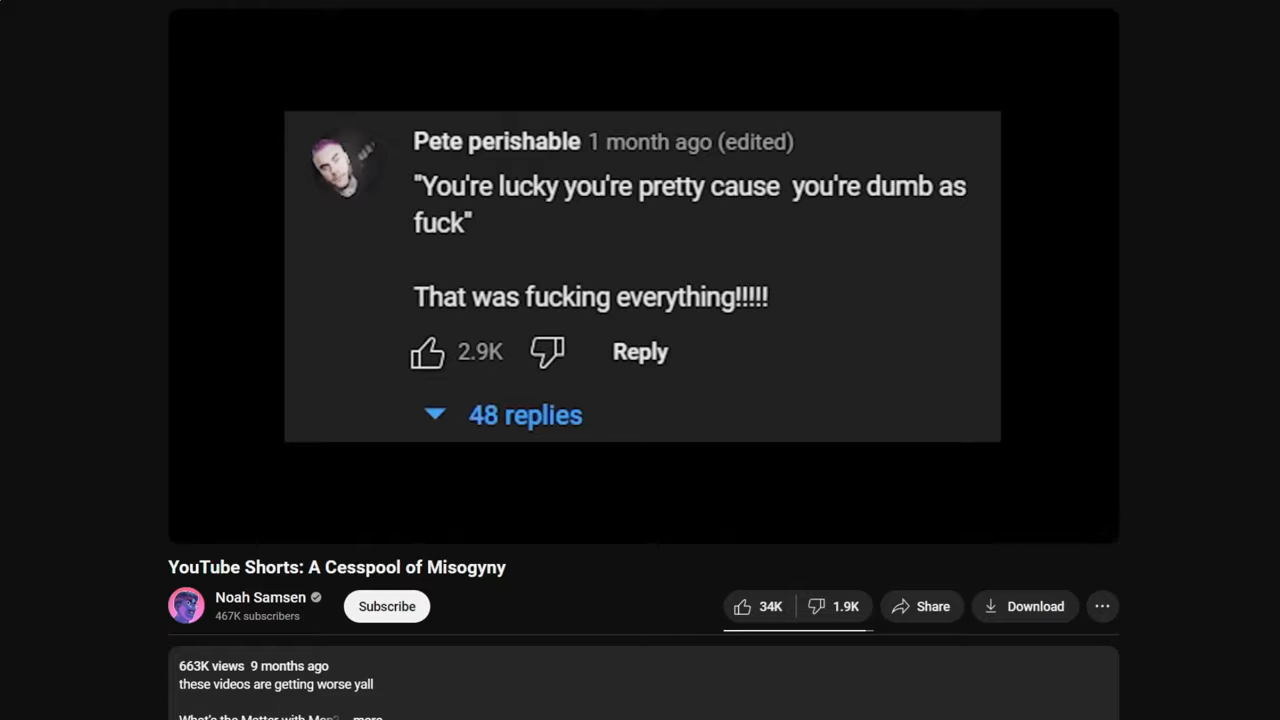 Pete perishable 1 month ago (edited)
"You're lucky you're pretty cause  you're dumb as
fuck"
That was fucking everything!!!!!
2.9K Reply
48 replies
YouTube Shorts: A Cesspool of Misogyny
Noah Samsen
467K subscribers
Subscribe
34K 1.9K Share Download
663K views 9 months ago
these videos are getting worse yall
What's the Matter with Men? ...more